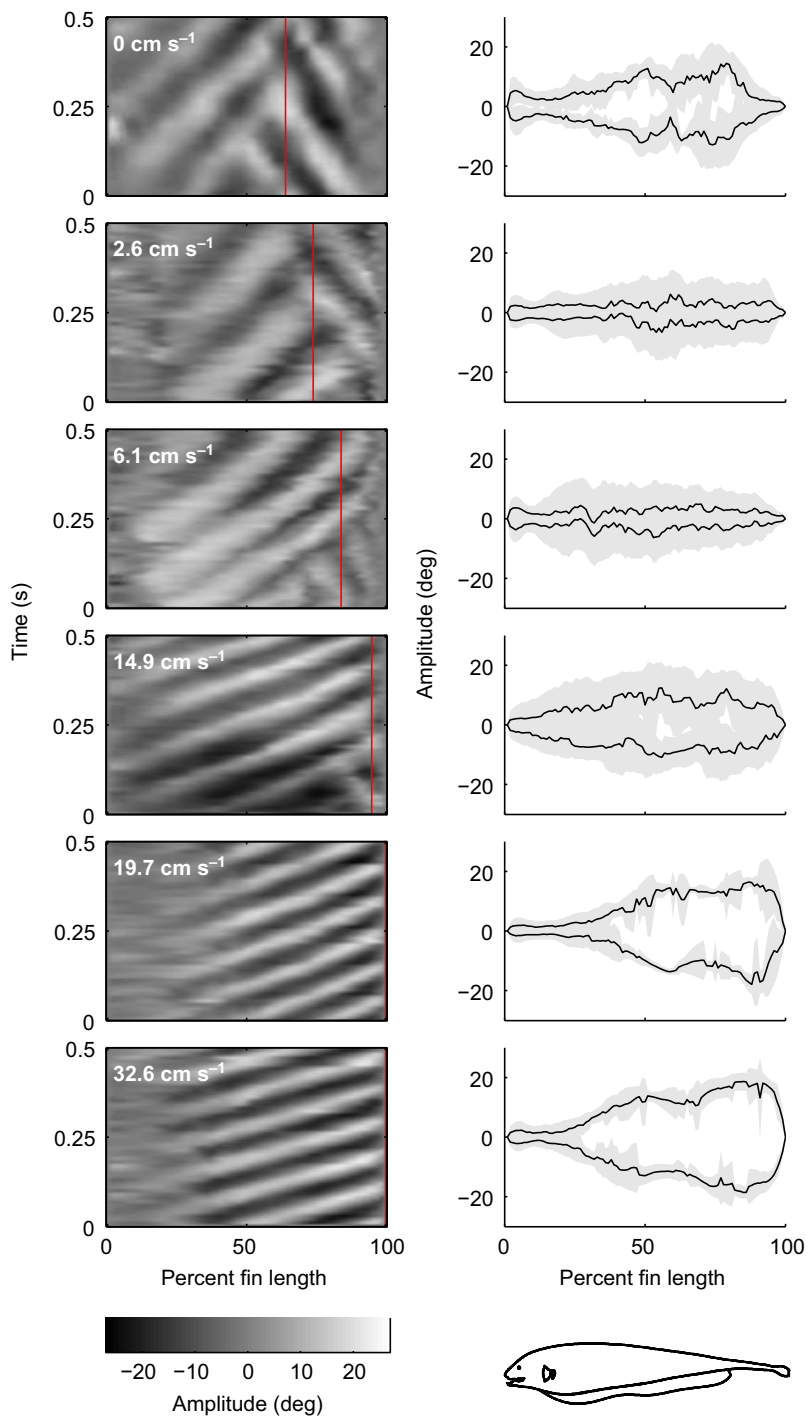 0.5
0 cm s⁻¹
0.25
0
20
0
−20
0.5
2.6 cm s⁻¹
0.25
0
20
0
−20
0.5
6.1 cm s⁻¹
0.25
0
20
0
−20
Time (s)
Amplitude (deg)
0.5
14.9 cm s⁻¹
0.25
0
20
0
−20
0.5
19.7 cm s⁻¹
0.25
0
20
0
−20
0.5
32.6 cm s⁻¹
0.25
0
20
0
−20
0 50 100
Percent fin length
0 50 100
Percent fin length
−20 −10 0 10 20
Amplitude (deg)